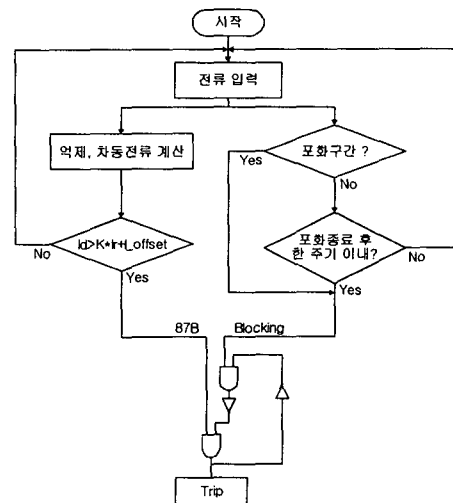 시작
전류 입력
억제, 차동전류 계산
포화구간 ?
Yes
No
Id>K*Ir+I_offset
포화종료 후
한 주기 이내?
No
No
Yes
Yes
87B
Blocking
Trip